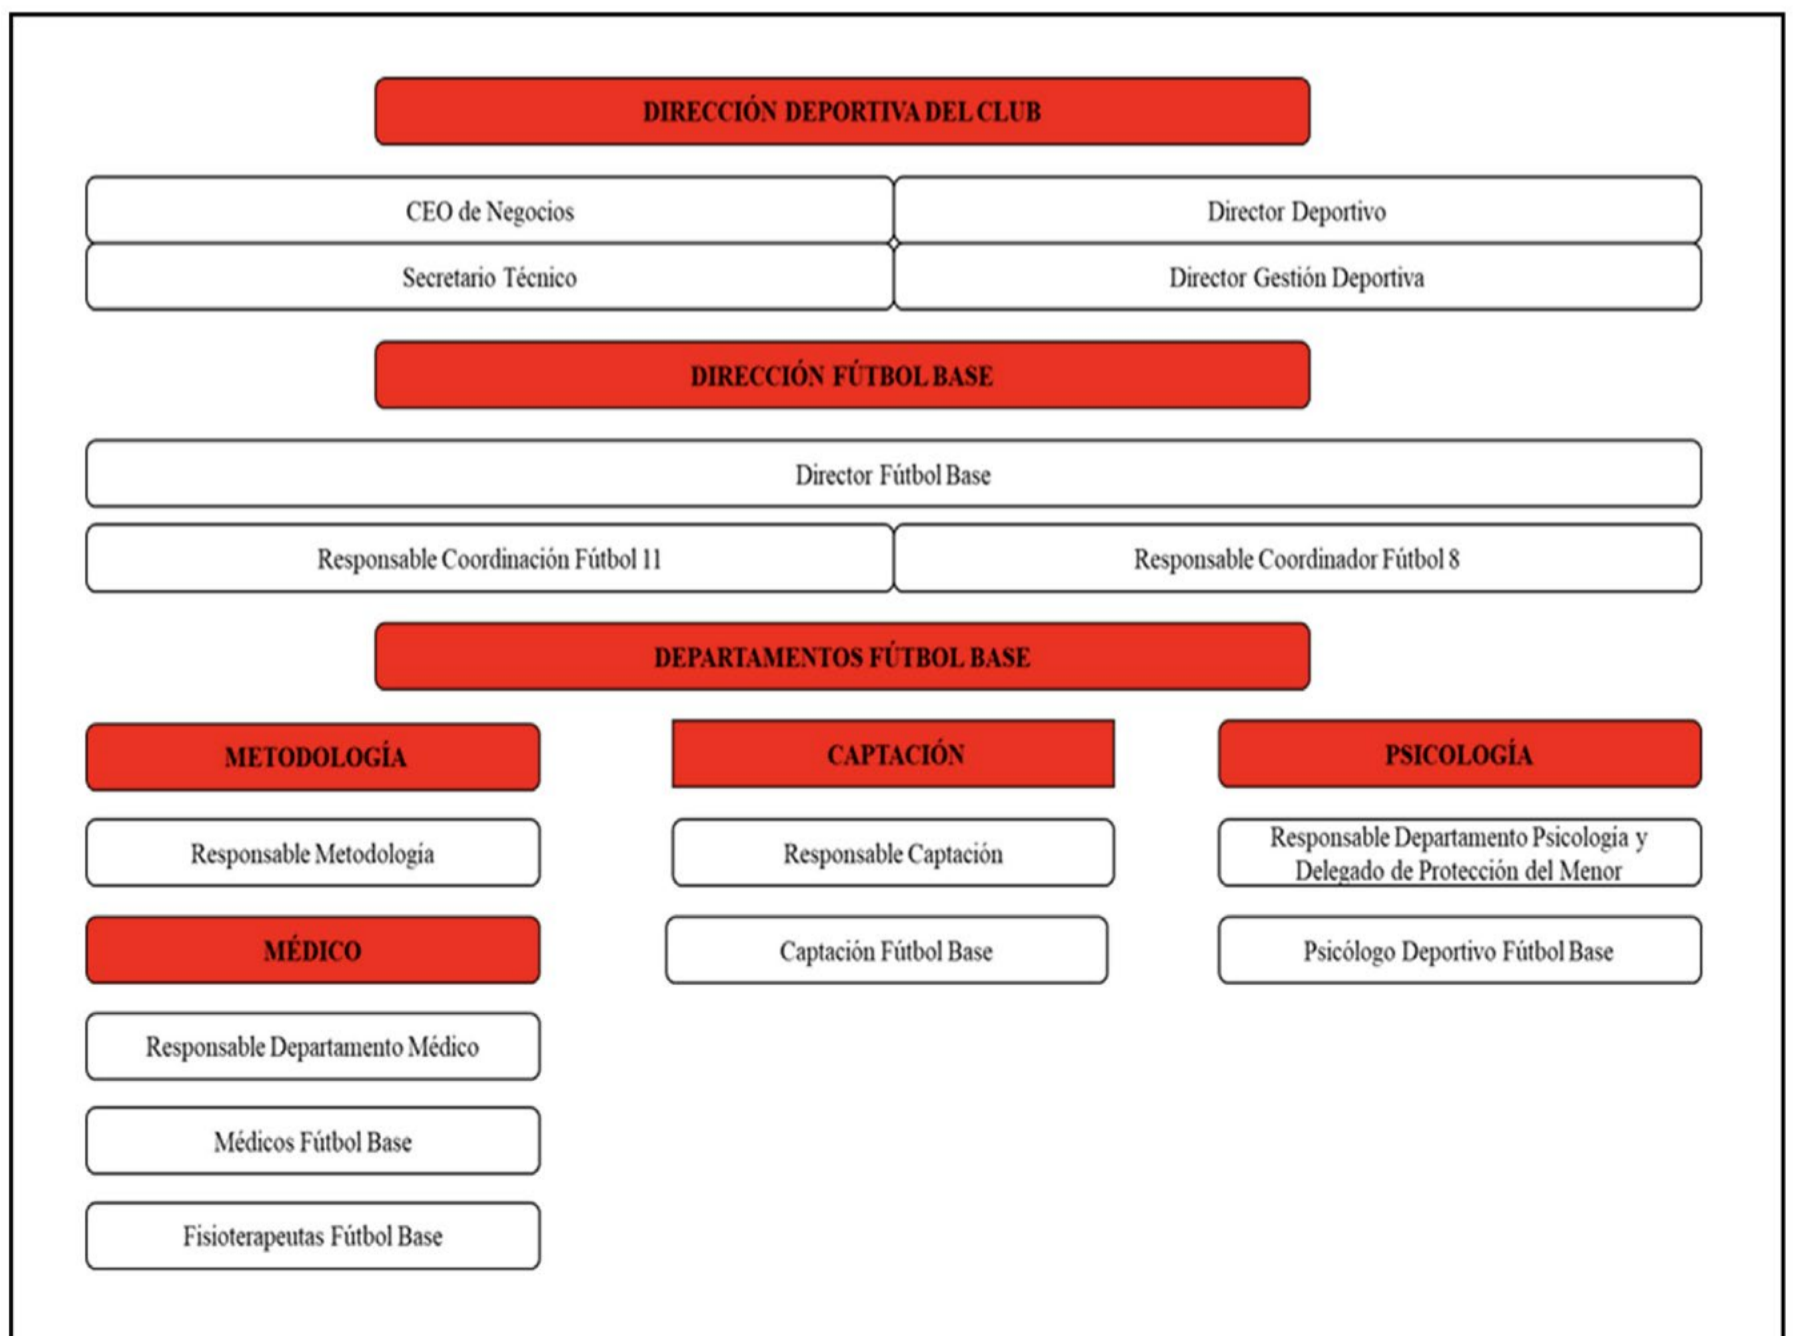 DIRECCIÓN DEPORTIVA DEL CLUB
CEO de Negocios
Director Deportivo
Secretario Técnico
Director Gestión Deportiva
DIRECCIÓN FÚTBOL BASE
Director Fútbol Base
Responsable Coordinación Fútbol 11
Responsable Coordinador Fútbol 8
DEPARTAMENTOS FÚTBOL BASE
METODOLOGÍA
Responsable Metodología
MÉDICO
Responsable Departamento Médico
Médicos Fútbol Base
Fisioterapeutas Fútbol Base
CAPTACIÓN
Responsable Captación
Captación Fútbol Base
PSICOLOGÍA
Responsable Departamento Psicología y
Delegado de Protección del Menor
Psicólogo Deportivo Fútbol Base